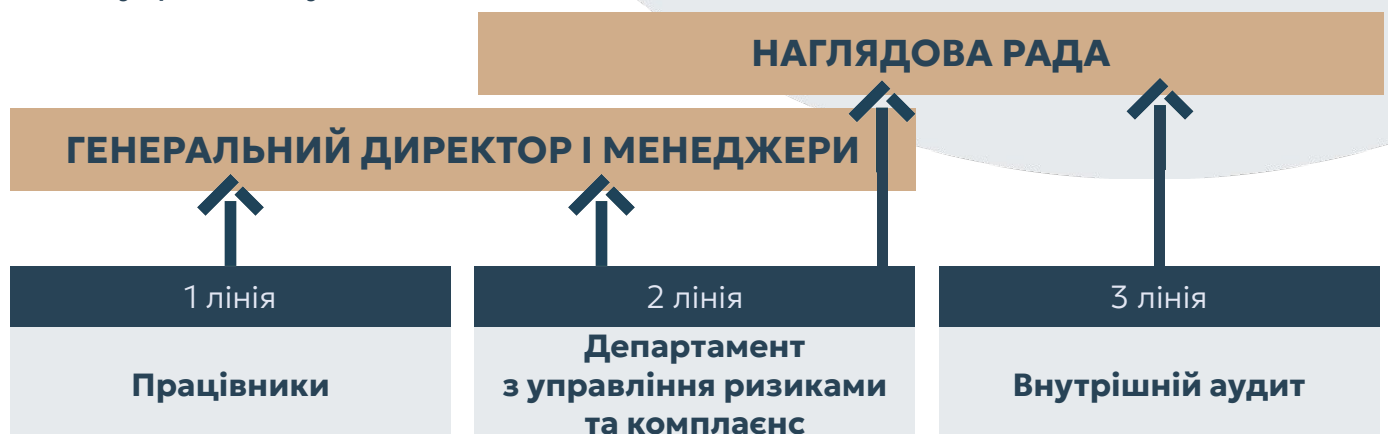 НАГЛЯДОВА РАДА
ГЕНЕРАЛЬНИЙ ДИРЕКТОР І МЕНЕДЖЕРИ
1 лінія
2 лінія
3 лінія
Працівники
Департамент
з управління ризиками
та комплаєнс
Внутрішній аудит